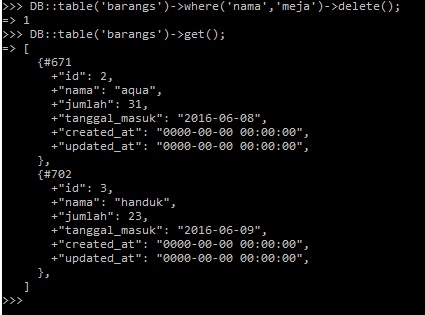 >>> DB::table('barangs')->where('nama','meja')->delete();
=> 1
>>> DB::table('barangs')->get();
=> [
     {#671
       +"id": 2,
       +"nama": "aqua",
       +"jumlah": 31,
       +"tanggal_masuk": "2016-06-08",
       +"created_at": "0000-00-00 00:00:00",
       +"updated_at": "0000-00-00 00:00:00",
     },
     {#702
       +"id": 3,
       +"nama": "handuk",
       +"jumlah": 23,
       +"tanggal_masuk": "2016-06-09",
       +"created_at": "0000-00-00 00:00:00",
       +"updated_at": "0000-00-00 00:00:00",
     },
   ]
>>>